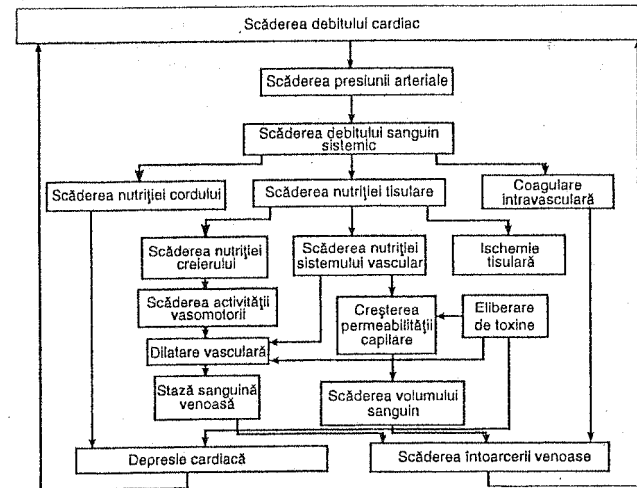 Scăderea debitului cardiac
Scăderea presiunii arteriale
Scăderea debitului sanguin
sistemic
Scăderea nutriției cordului
Scăderea nutriției tisulare
Coagulare
intravasculară
Scăderea nutriției
creierului
Scăderea nutriției
sistemului vascular
Ischemie
tisulară
Scăderea activității
vasomotorii
Creșterea
permeabilității
capilare
Eliberare
de toxine
Dilatare vasculară
Stază sanguină
venoasă
Scăderea volumului
sanguin
Depresie cardiacă
Scăderea întoarcerii venoase